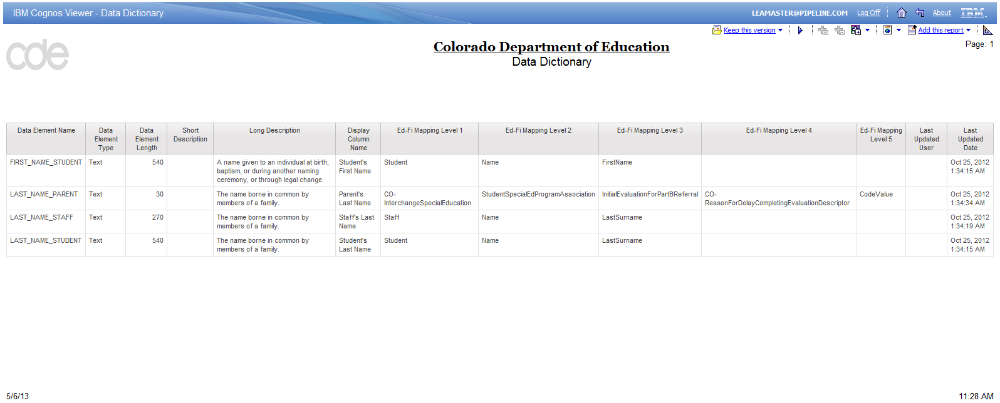 IBM Cognos Viewer - Data Dictionary LEAMASTER@PIPELINE.COM Log Off About IBM.
Keep this version Add this report
cde
Colorado Department of Education Page: 1
Data Dictionary
Data Element Name Data Element Type Data Element Length Short Description Long Description Display Column Name Ed-Fi Mapping Level 1 Ed-Fi Mapping Level 2 Ed-Fi Mapping Level 3 Ed-Fi Mapping Level 4 Ed-Fi Mapping Level 5 Last Updated User Last Updated Date
FIRST_NAME_STUDENT Text 540 A name given to an individual at birth, Student's Student Name FirstName Oct 25, 2012
baptism, or during another naming First Name 1:34:15 AM
ceremony, or through legal change.
LAST_NAME_PARENT Text 30 The name borne in common by Parent's CO- StudentSpecialEdProgramAssociation InitialEvaluationForPartBReferral CO- CodeValue Oct 25, 2012
members of a family. Last Name InterchangeSpecialEducation ReasonForDelayCompletingEvaluationDescriptor 1:34:34 AM
LAST_NAME_STAFF Text 270 The name borne in common by Staff's Last Staff Name LastSurname Oct 25, 2012
members of a family. Name 1:34:19 AM
LAST_NAME_STUDENT Text 540 The name borne in common by Student's Student Name LastSurname Oct 25, 2012
members of a family. Last Name 1:34:15 AM
5/6/13 11:28 AM